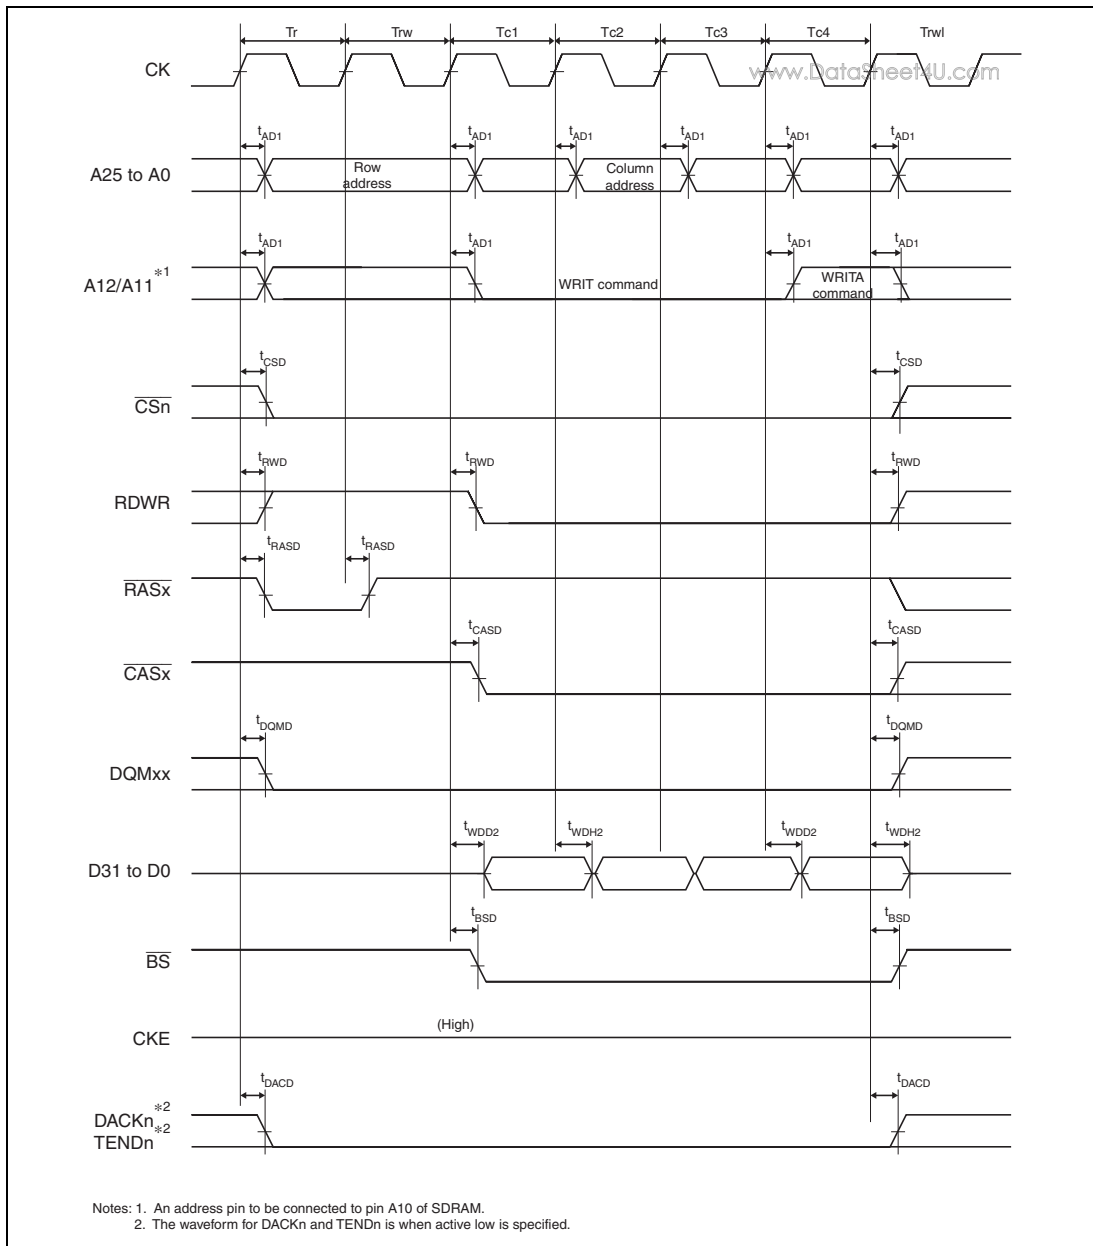 Tr Trw Tc1 Tc2 Tc3 Tc4 Trwl
CK
www.DataSheet4U.com
tAD1 tAD1 tAD1 tAD1 tAD1 tAD1
A25 to A0
Row address
Column address
tAD1 tAD1 tAD1 tAD1
A12/A11*1
WRIT command
WRITA command
tCSD tCSD
CSn
tRWD tRWD tRWD
RDWR
tRASD tRASD
RASx
tCASD tCASD
CASx
tDQMD tDQMD
DQMxx
tWDD2 tWDH2 tWDD2 tWDH2
D31 to D0
tBSD tBSD
BS
(High)
CKE
tDACD tDACD
DACKn*2
TENDn*2
Notes: 1. An address pin to be connected to pin A10 of SDRAM.
2. The waveform for DACKn and TENDn is when active low is specified.